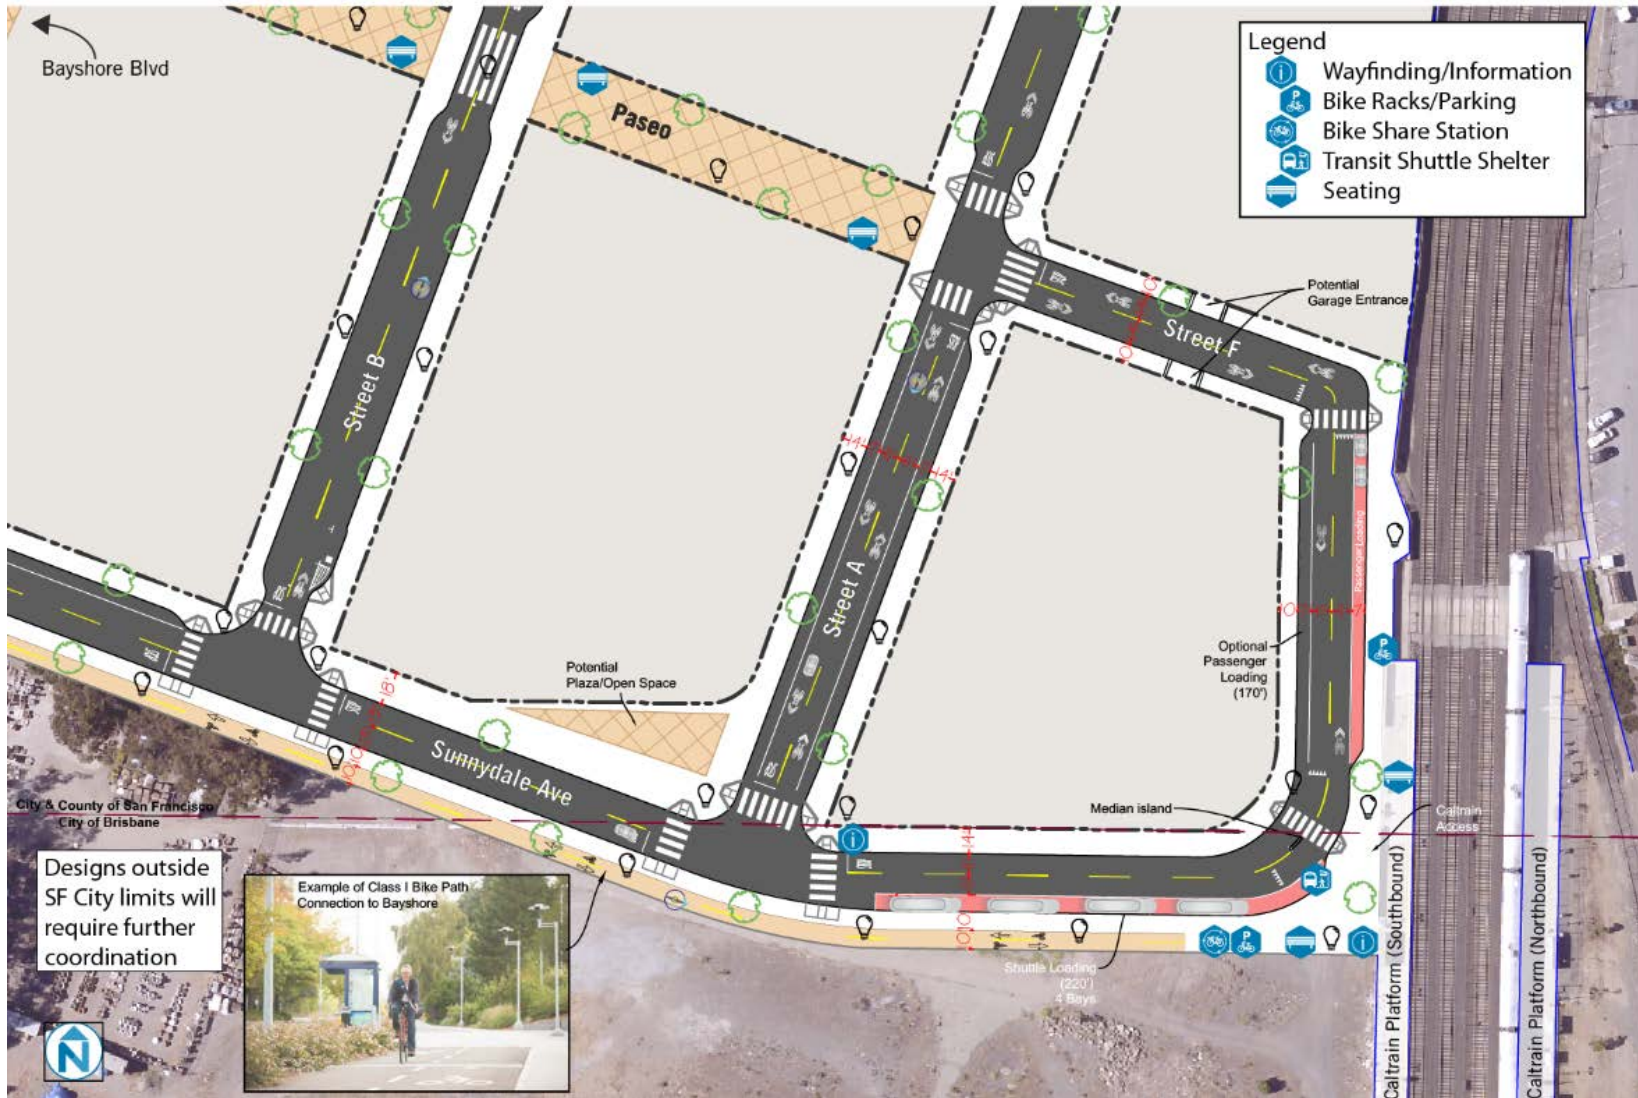 Bayshore Blvd
Paseo
Legend
Wayfinding/Information
P
Bike Racks/Parking
Bike Share Station
Transit Shuttle Shelter
Seating
Potential
Garage Entrance
Street F
Street B
Street A
Passenger Loading
Optional
Passenger
Loading
(170')
Potential
Plaza/Open Space
18'
Sunnydale Ave
City & County of San Francisco
City of Brisbane
Median island
Caltrain
Access
Designs outside
SF City limits will
require further
coordination
Example of Class I Bike Path
Connection to Bayshore
Shuttle Loading
(220')
4 Bays
Caltrain Platform (Southbound)
Caltrain Platform (Northbound)
N